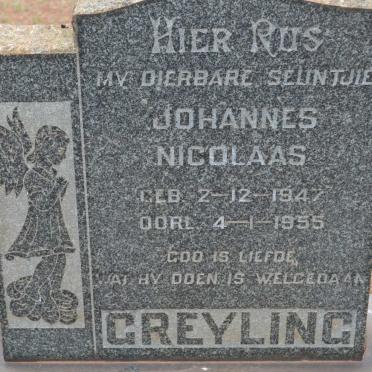 HIER RUS
MY DIERBARE SEUNTJIE
JOHANNES
NICOLAAS
GEB. 2-12-1947
OORL. 4-1-1955
GOD IS LIEFDE,
WAT HY DOEN IS WELGEDAAN
GREYLING